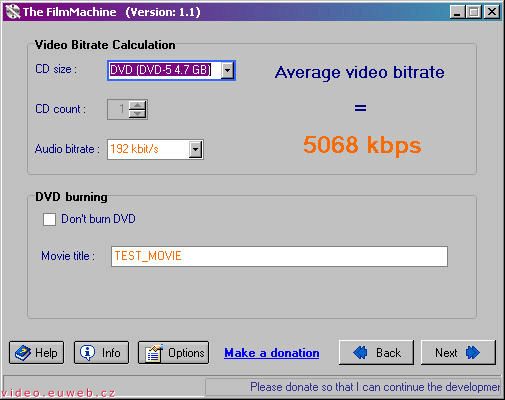 The FilmMachine (Version: 1.1)
Video Bitrate Calculation
CD size :
DVD (DVD-5 4.7 GB)
CD count :
1
Audio bitrate :
192 kbit/s
Average video bitrate
=
5068 kbps
DVD burning
Don't burn DVD
Movie title :
TEST_MOVIE
Help
Info
Options
Make a donation
Back
Next
Please donate so that I can continue the developmer
video.euweb.cz